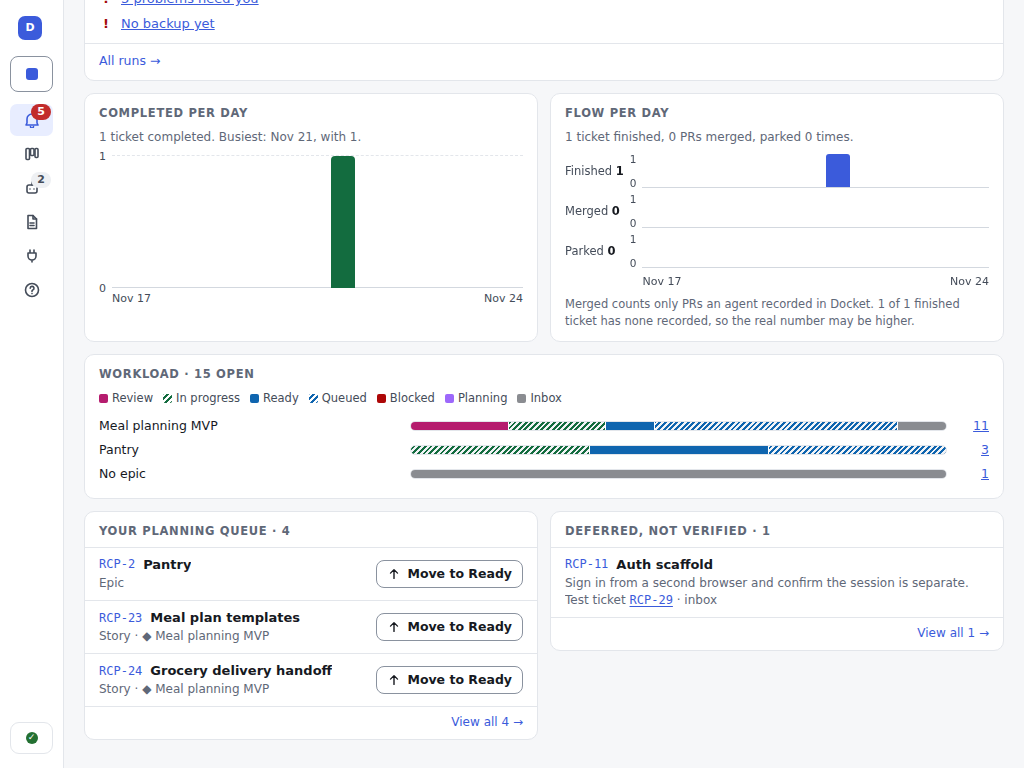 D
5
2
! 3 problems need you
! No backup yet
All runs →
COMPLETED PER DAY
1 ticket completed. Busiest: Nov 21, with 1.
1
0
Nov 17
Nov 24
FLOW PER DAY
1 ticket finished, 0 PRs merged, parked 0 times.
Finished 1
1
0
Merged 0
1
0
Parked 0
1
0
Nov 17
Nov 24
Merged counts only PRs an agent recorded in Docket. 1 of 1 finished
ticket has none recorded, so the real number may be higher.
WORKLOAD · 15 OPEN
Review In progress Ready Queued Blocked Planning Inbox
Meal planning MVP 11
Pantry 3
No epic 1
YOUR PLANNING QUEUE · 4
RCP-2 Pantry
Epic
↑ Move to Ready
RCP-23 Meal plan templates
Story · ◆ Meal planning MVP
↑ Move to Ready
RCP-24 Grocery delivery handoff
Story · ◆ Meal planning MVP
↑ Move to Ready
View all 4 →
DEFERRED, NOT VERIFIED · 1
RCP-11 Auth scaffold
Sign in from a second browser and confirm the session is separate.
Test ticket RCP-29 · inbox
View all 1 →